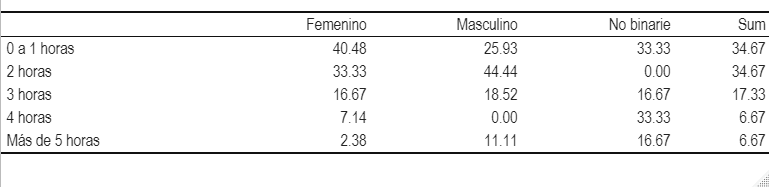 Femenino Masculino No binarie Sum
0 a 1 horas 40.48 25.93 33.33 34.67
2 horas 33.33 44.44 0.00 34.67
3 horas 16.67 18.52 16.67 17.33
4 horas 7.14 0.00 33.33 6.67
Más de 5 horas 2.38 11.11 16.67 6.67